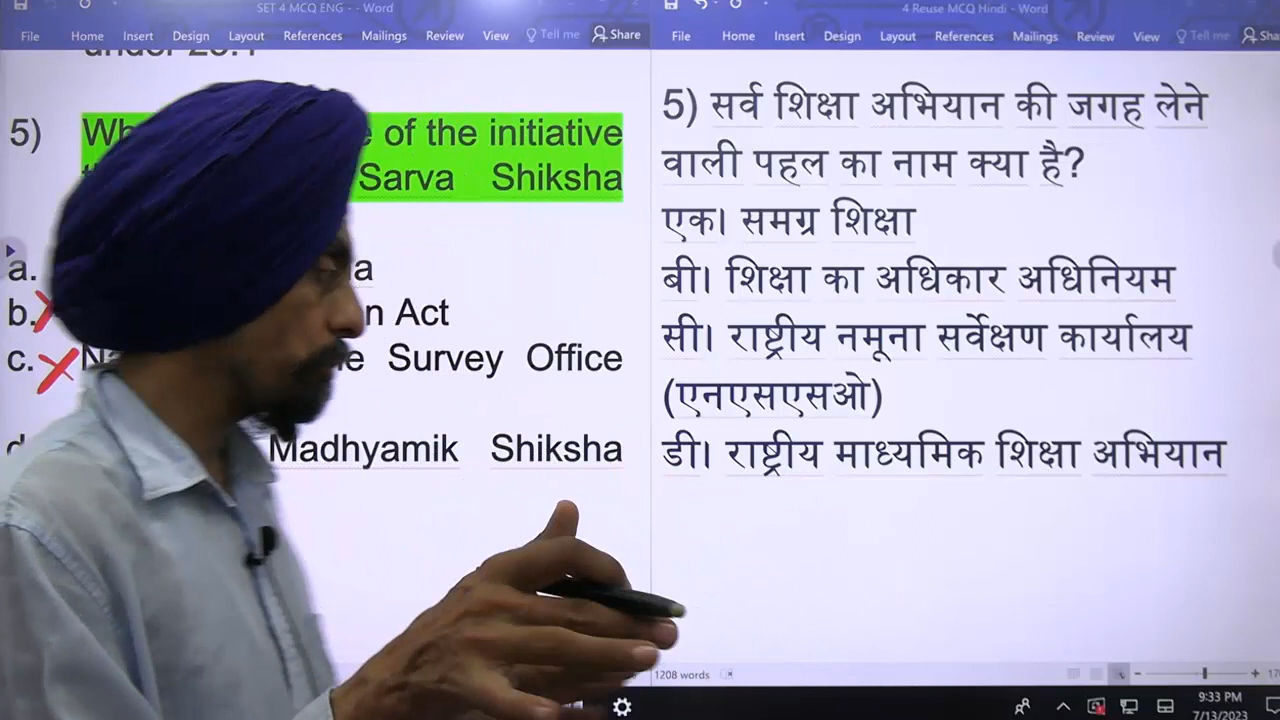 SET 4 MCQ ENG - - Word
File Home Insert Design Layout References Mailings Review View Tell me Share
5) of the initiative
Sarva Shiksha
a.
b. Act
c. Survey Office
Madhyamik Shiksha
4 Reuse MCQ Hindi - Word
File Home Insert Design Layout References Mailings Review View Tell me
5) सर्व शिक्षा अभियान की जगह लेने
वाली पहल का नाम क्या है?
एक। समग्र शिक्षा
बी। शिक्षा का अधिकार अधिनियम
सी। राष्ट्रीय नमूना सर्वेक्षण कार्यालय
(एनएसएसओ)
डी। राष्ट्रीय माध्यमिक शिक्षा अभियान
1208 words
9:33 PM
7/13/2023